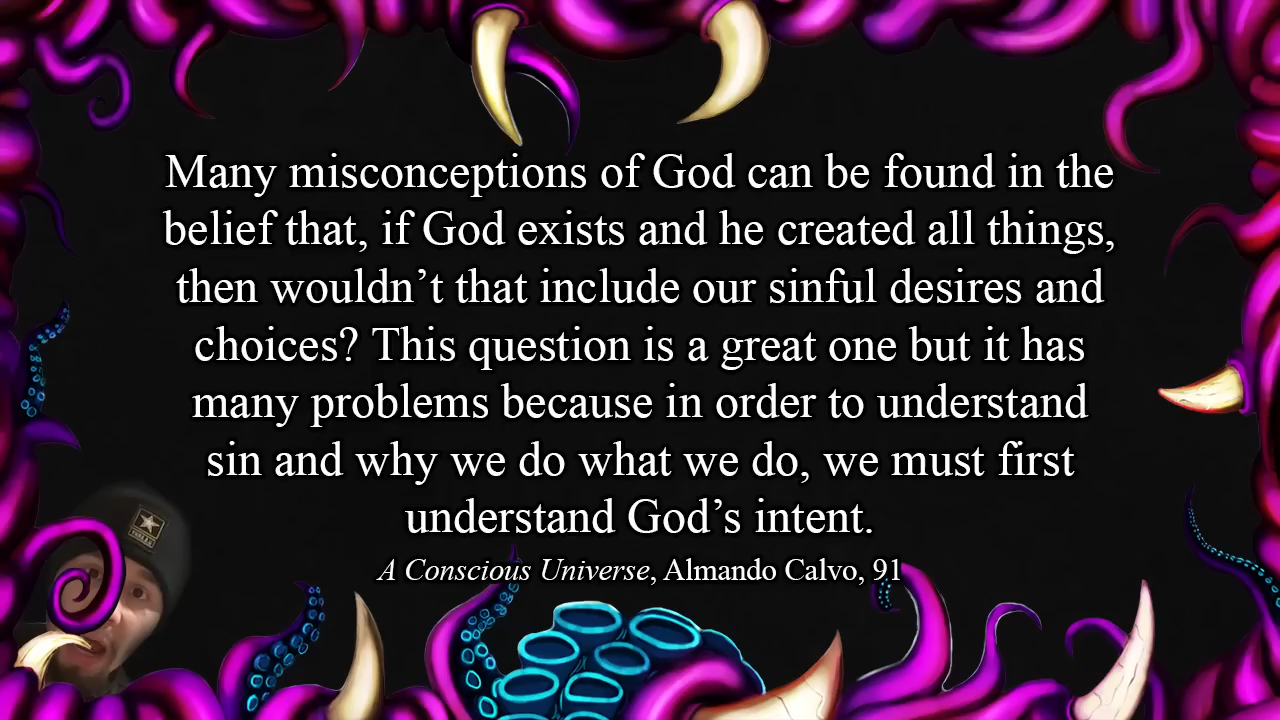 Many misconceptions of God can be found in the
belief that, if God exists and he created all things,
then wouldn’t that include our sinful desires and
choices? This question is a great one but it has
many problems because in order to understand
sin and why we do what we do, we must first
understand God’s intent.
A Conscious Universe, Almando Calvo, 91